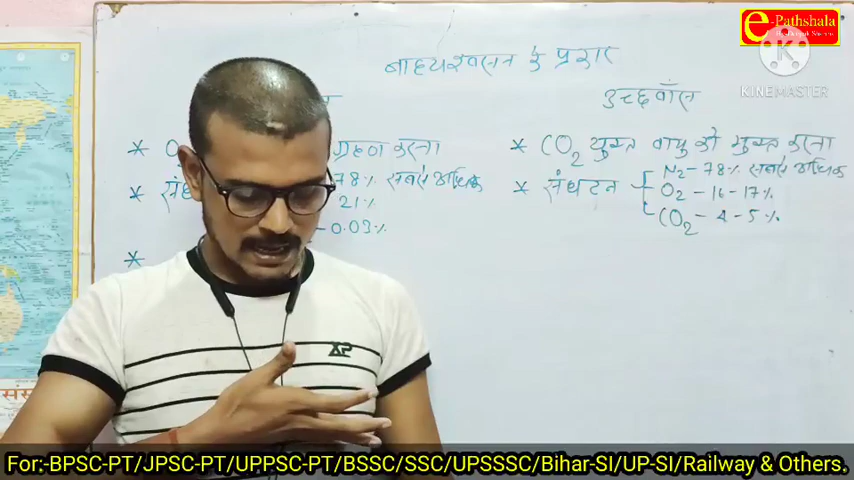 e-Pathshala
KINEMASTER
बाह्यश्वसन के प्रकार
उच्छवाँस
* O ग्रहण करना
* CO2 युक्त वायु को मुक्त करना
* संघ 78% सबसे अधिक
21%
-0.03%
* संघटन N2-78% सबसे अधिक
O2-16-17%
CO2-4-5%
*
XP
संस
For:-BPSC-PT/JPSC-PT/UPPSC-PT/BSSC/SSC/UPSSSC/Bihar-SI/UP-SI/Railway & Others.